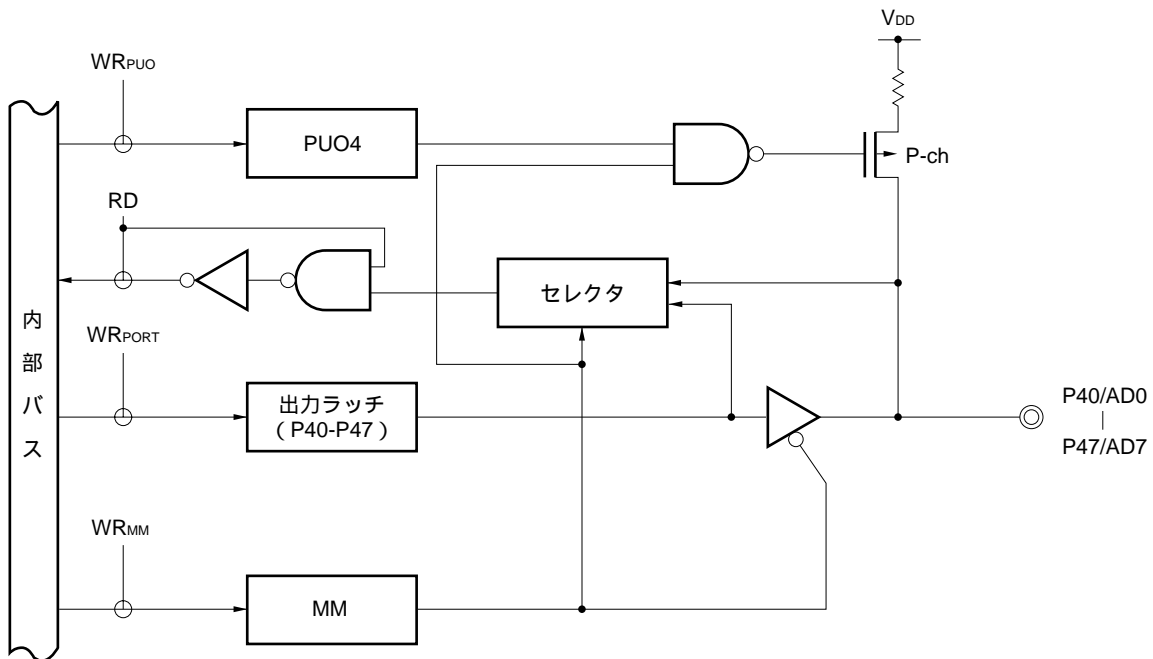 VDD
WRPUO
PUO4
P-ch
RD
セレクタ
内部バス
WRPORT
出力ラッチ
(P40-P47)
P40/AD0
|
P47/AD7
WRMM
MM